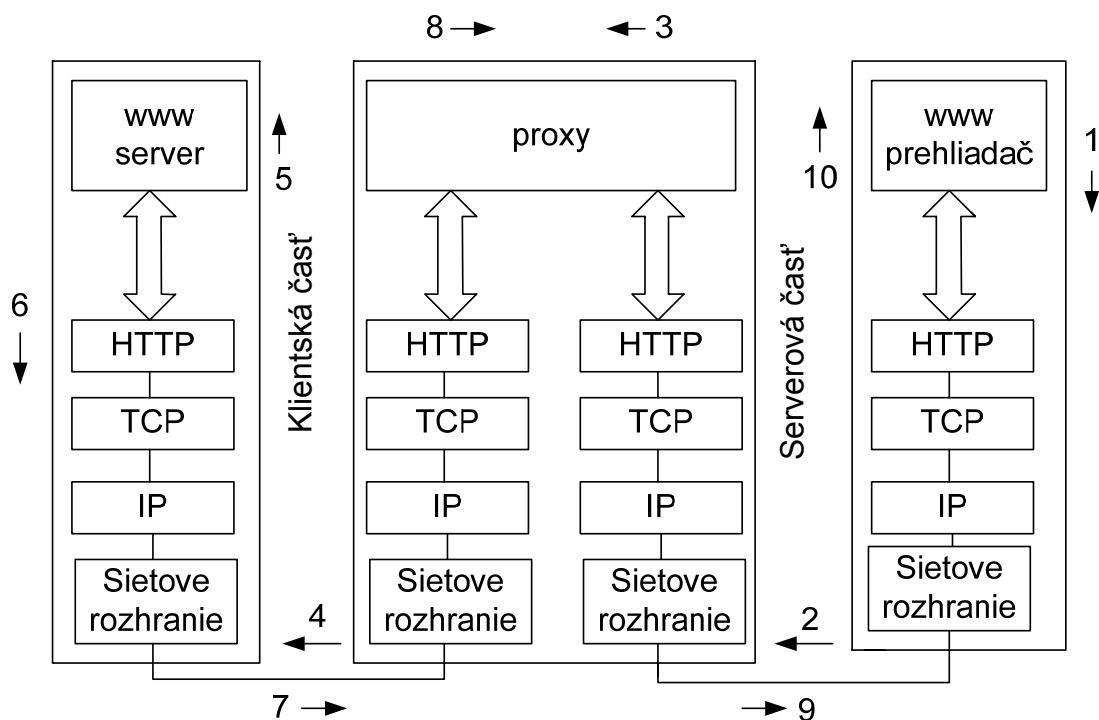 8
3
www
server
5
proxy
10
www
prehliadač
1
Klientská časť
Serverová časť
6
HTTP
HTTP
HTTP
HTTP
TCP
TCP
TCP
TCP
IP
IP
IP
IP
Sietove
rozhranie
Sietove
rozhranie
Sietove
rozhranie
Sietove
rozhranie
4
2
7
9